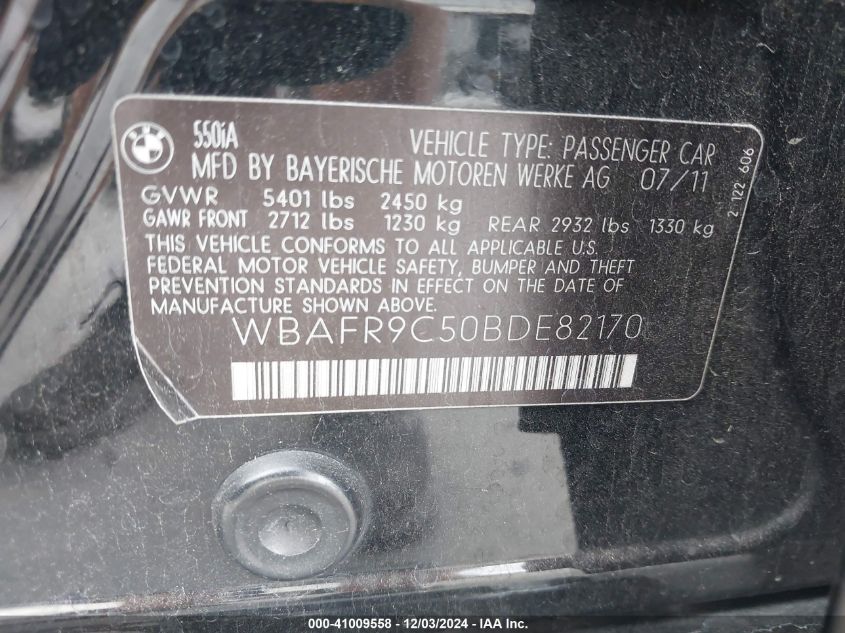 BMW
550iA
VEHICLE TYPE: PASSENGER CAR
MFD BY BAYERISCHE MOTOREN WERKE AG 07/11
GVWR 5401 lbs 2450 kg
GAWR FRONT 2712 lbs 1230 kg REAR 2932 lbs 1330 kg
THIS VEHICLE CONFORMS TO ALL APPLICABLE U.S.
FEDERAL MOTOR VEHICLE SAFETY, BUMPER AND THEFT
PREVENTION STANDARDS IN EFFECT ON THE DATE OF
MANUFACTURE SHOWN ABOVE.
WBAFR9C50BDE82170
2 122 606
000-41009558 - 12/03/2024 - IAA Inc.